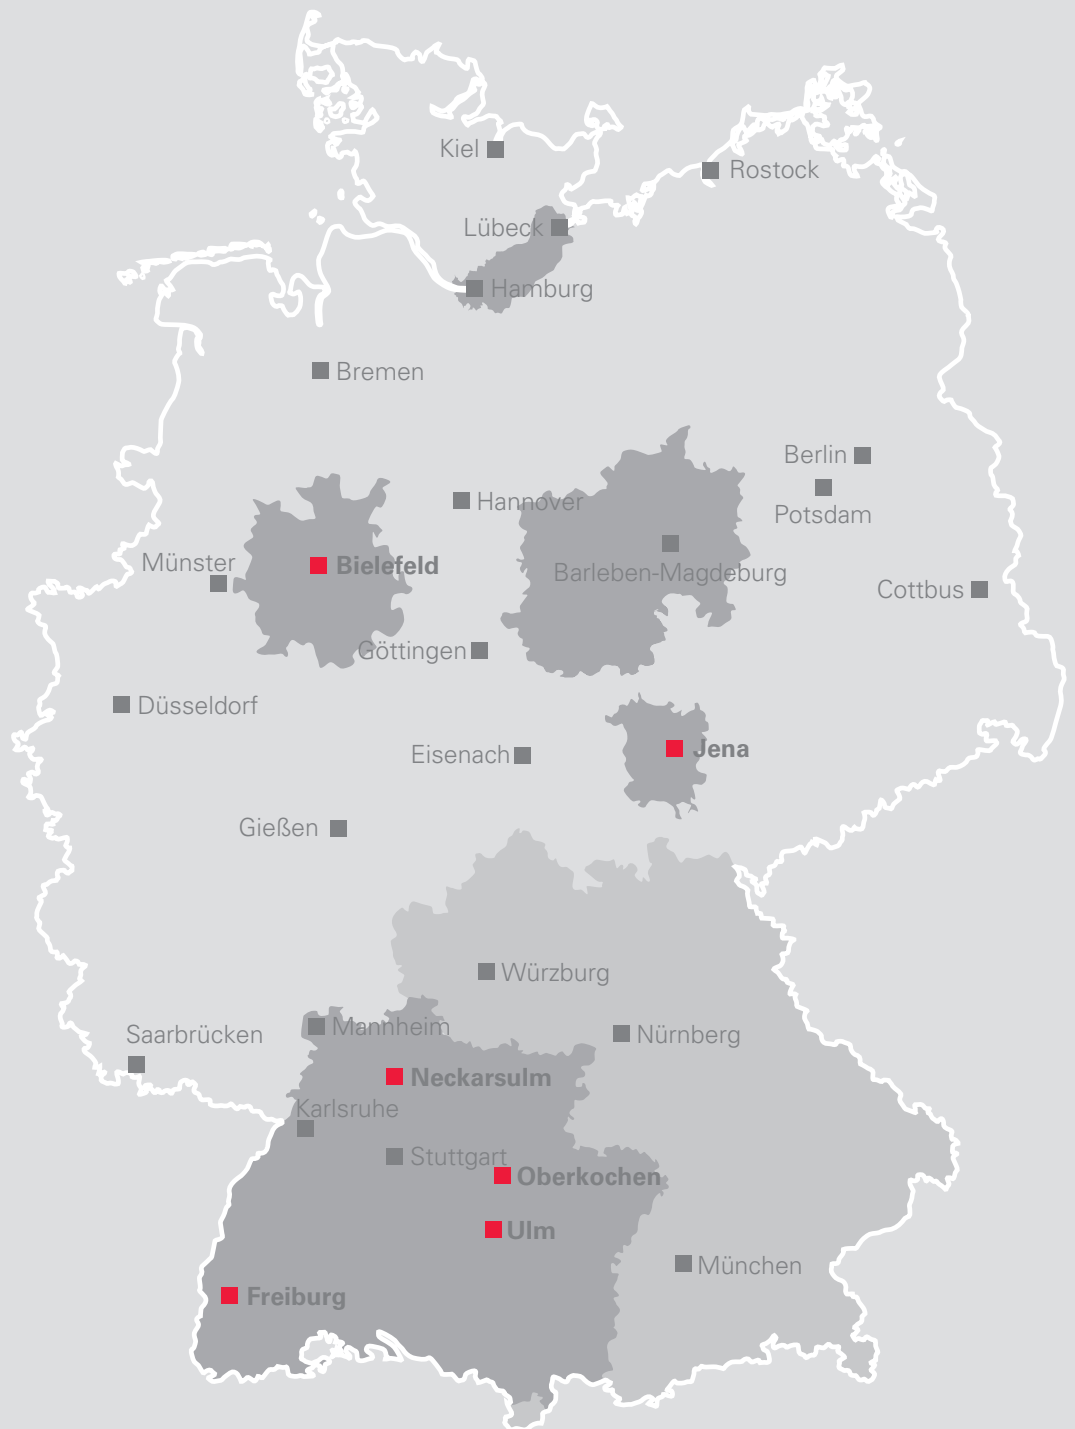 Kiel
Rostock
Lübeck
Hamburg
Bremen
Berlin
Hannover
Potsdam
Münster
Bielefeld
Barleben-Magdeburg
Cottbus
Göttingen
Düsseldorf
Jena
Eisenach
Gießen
Würzburg
Mannheim
Saarbrücken
Nürnberg
Neckarsulm
Karlsruhe
Stuttgart
Oberkochen
Ulm
München
Freiburg